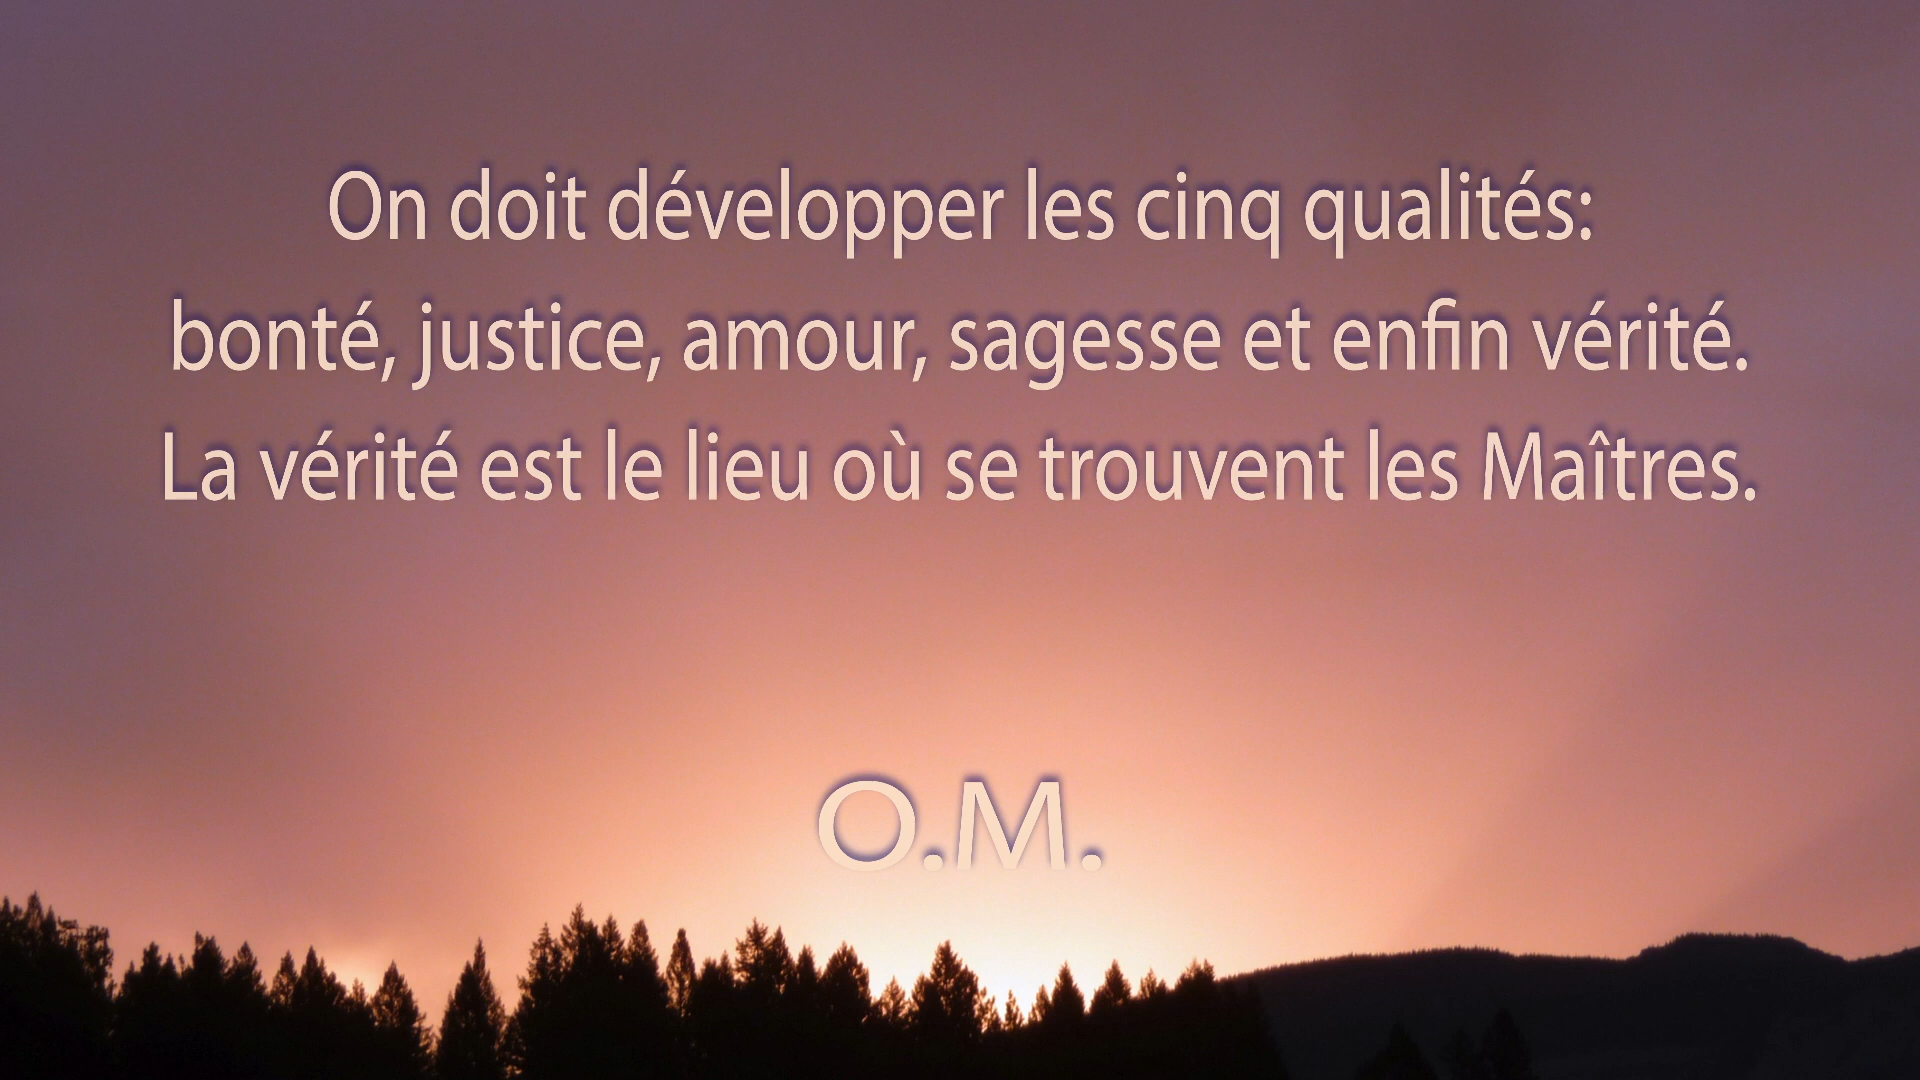 On doit développer les cinq qualités:
bonté, justice, amour, sagesse et enfin vérité.
La vérité est le lieu où se trouvent les Maîtres.
O.M.